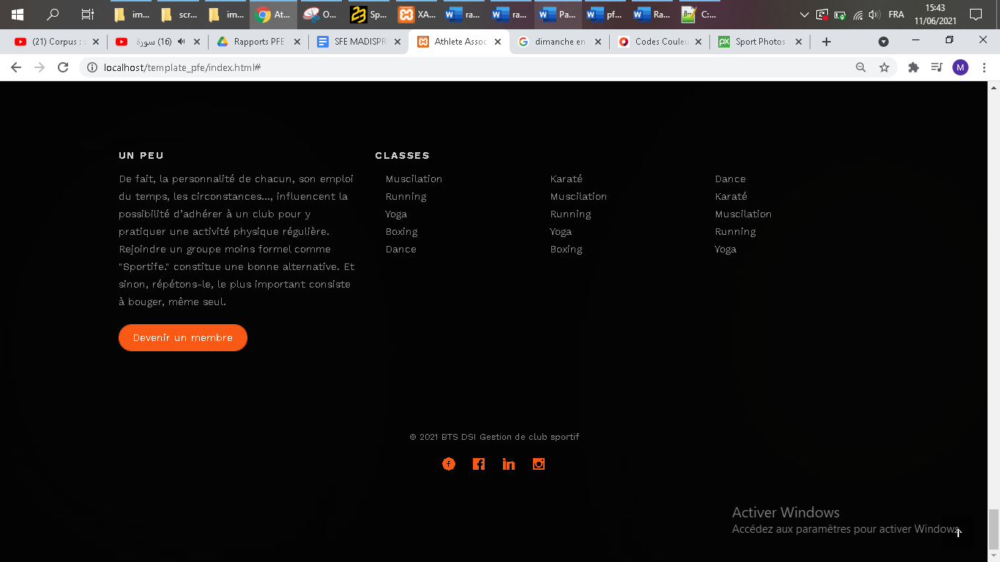 im...
scr...
im...
At...
O...
Sp...
XA...
ra...
ra...
Pa...
pf...
Ra...
C:...
FRA
15:43
11/06/2021
(21) Corpus : s
(16) سورة
Rapports PFE
SFE MADISPR
Athlete Assoc
dimanche en
Codes Couleu
Sport Photos
localhost/template_pfe/index.html#
M
UN PEU
De fait, la personnalité de chacun, son emploi
du temps, les circonstances..., influencent la
possibilité d'adhérer à un club pour y
pratiquer une activité physique régulière.
Rejoindre un groupe moins formel comme
"Sportife." constitue une bonne alternative. Et
sinon, répétons-le, le plus important consiste
à bouger, même seul.
Devenir un membre
CLASSES
Muscilation
Running
Yoga
Boxing
Dance
Karaté
Muscilation
Running
Yoga
Boxing
Dance
Karaté
Muscilation
Running
Yoga
© 2021 BTS DSI Gestion de club sportif
Activer Windows
Accédez aux paramètres pour activer Windows.